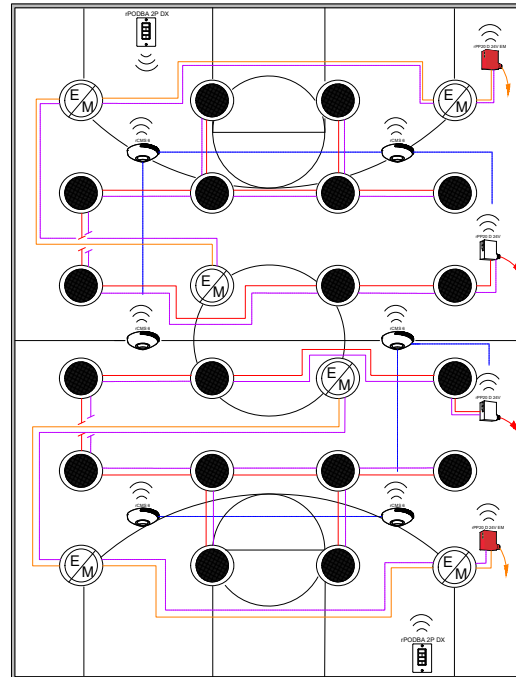 rPODBA 2P DX
rPP20 D 24V EM
E
M
E
M
rCMS 6
rCMS 6
rPP20 D 24V
E
M
rCMS 6
rCMS 6
E
M
rPP20 D 24V
rCMS 6
rCMS 6
rPP20 D 24V EM
E
M
E
M
rPODBA 2P DX